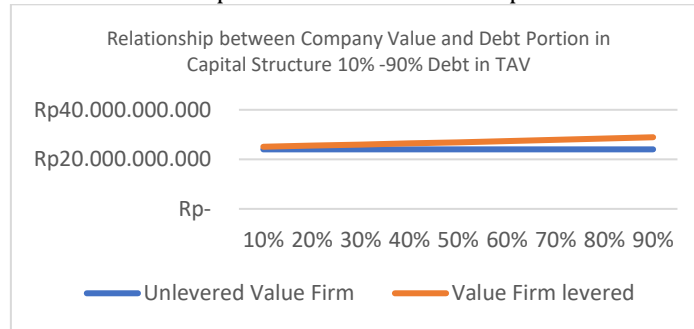 Relationship between Company Value and Debt Portion in
Capital Structure 10% -90% Debt in TAV
Rp40.000.000.000
Rp20.000.000.000
Rp-
10% 20% 30% 40% 50% 60% 70% 80% 90%
Unlevered Value Firm Value Firm levered